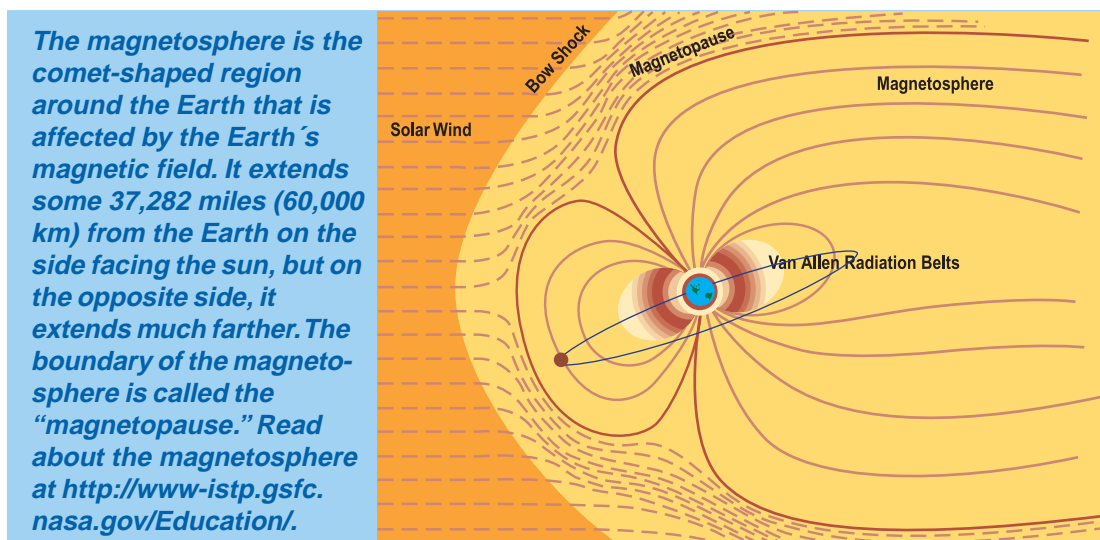 The magnetosphere is the
comet-shaped region
around the Earth that is
affected by the Earth´s
magnetic field. It extends
some 37,282 miles (60,000
km) from the Earth on the
side facing the sun, but on
the opposite side, it
extends much farther. The
boundary of the magneto-
sphere is called the
“magnetopause.” Read
about the magnetosphere
at http://www-istp.gsfc.
nasa.gov/Education/.
Solar Wind
Bow Shock
Magnetopause
Magnetosphere
Van Allen Radiation Belts